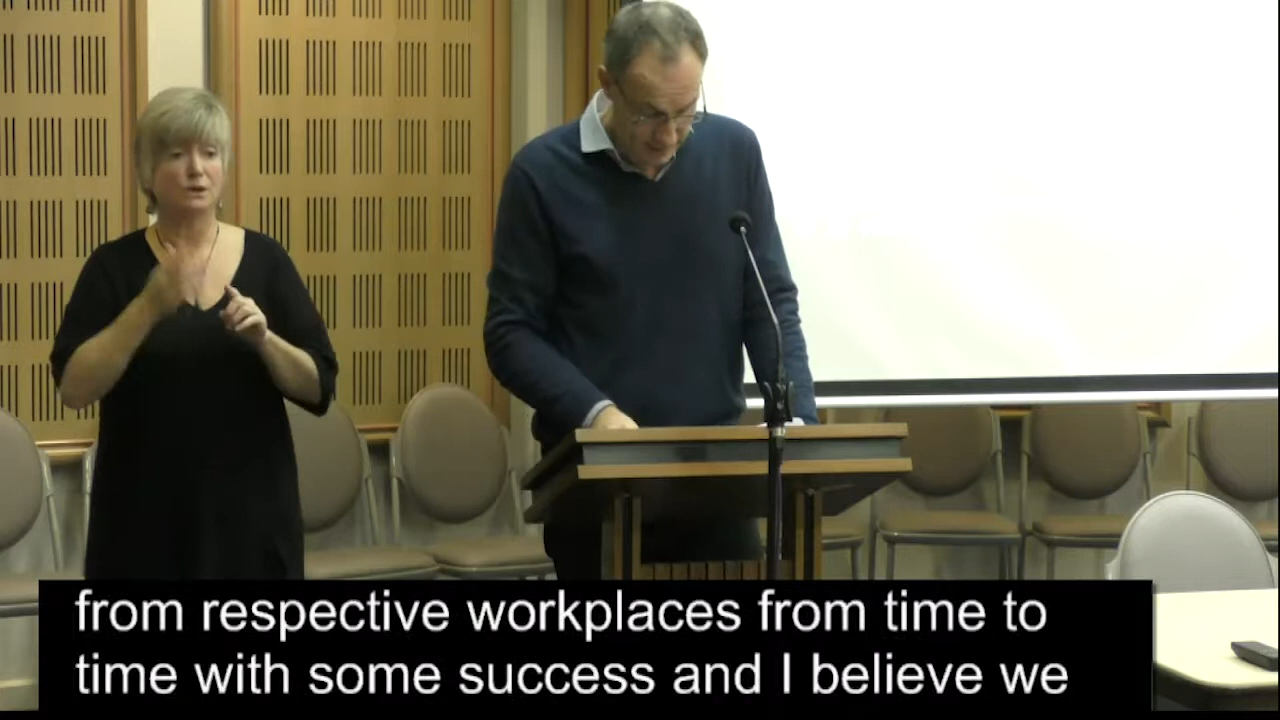 from respective workplaces from time to
time with some success and I believe we